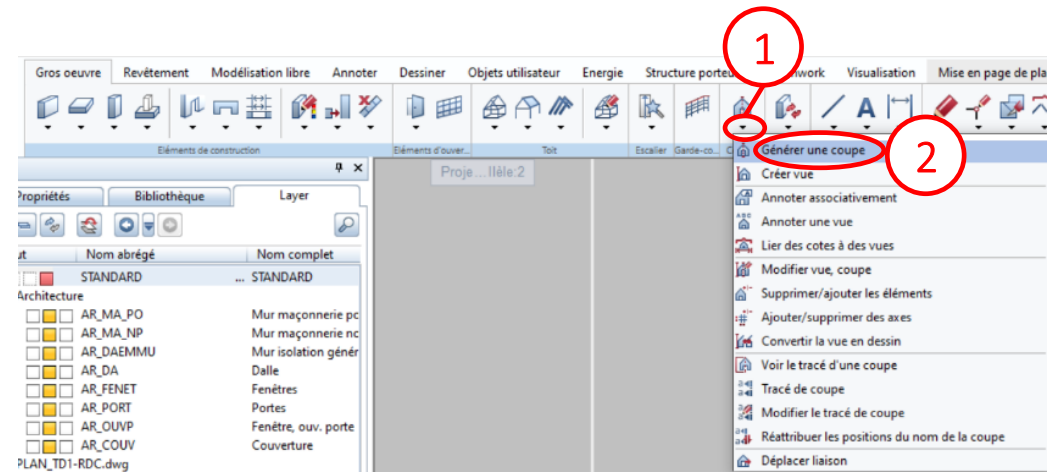 1
Gros oeuvre Revêtement Modélisation libre Annoter Dessiner Objets utilisateur Energie Structure porteu work Visualisation Mise en page de pla
Eléments de construction Eléments d'ouver... Toit Escalier Garde-co... C
Générer une coupe
2
Créer vue
Annoter associativement
Annoter une vue
Lier des cotes à des vues
Modifier vue, coupe
Supprimer/ajouter les éléments
Ajouter/supprimer des axes
Convertir la vue en dessin
Voir le tracé d'une coupe
Tracé de coupe
Modifier le tracé de coupe
Réattribuer les positions du nom de la coupe
Déplacer liaison
Proje...llèle:2
Propriétés Bibliothèque Layer
ut Nom abrégé Nom complet
STANDARD ... STANDARD
Architecture
AR_MA_PO Mur maçonnerie pc
AR_MA_NP Mur maçonnerie nc
AR_DAEMMU Mur isolation génér
AR_DA Dalle
AR_FENET Fenêtres
AR_PORT Portes
AR_OUVP Fenêtre, ouv. porte
AR_COUV Couverture
PLAN_TD1-RDC.dwg